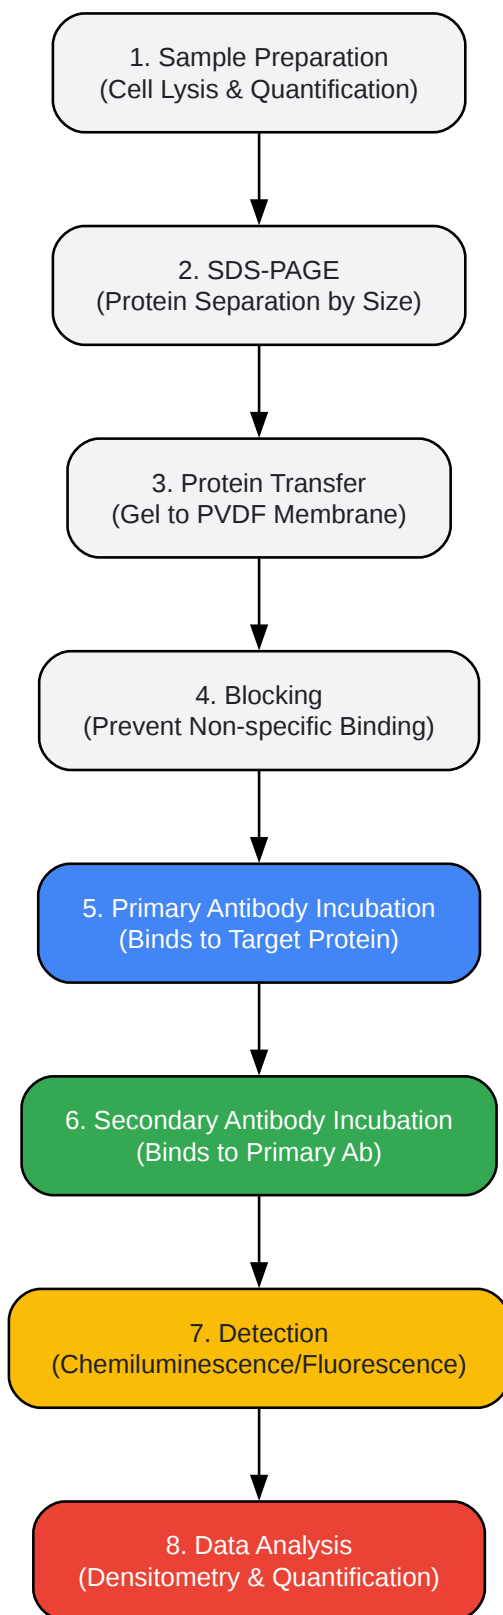 1. Sample Preparation
(Cell Lysis & Quantification)
2. SDS-PAGE
(Protein Separation by Size)
3. Protein Transfer
(Gel to PVDF Membrane)
4. Blocking
(Prevent Non-specific Binding)
5. Primary Antibody Incubation
(Binds to Target Protein)
6. Secondary Antibody Incubation
(Binds to Primary Ab)
7. Detection
(Chemiluminescence/Fluorescence)
8. Data Analysis
(Densitometry & Quantification)